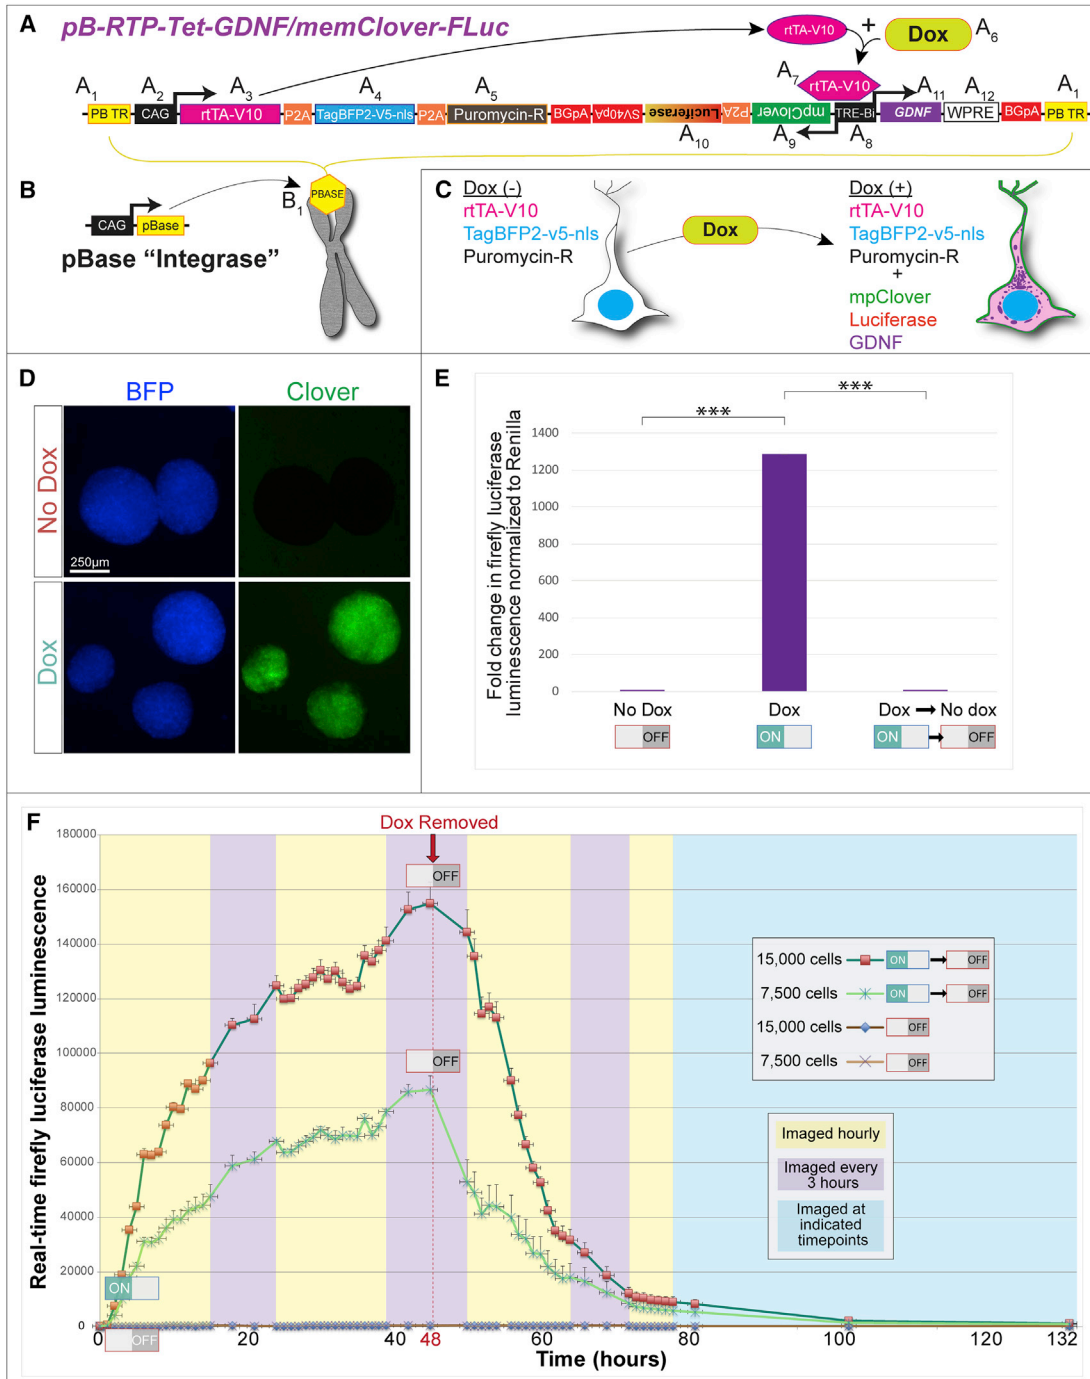 A
pB-RTP-Tet-GDNF/memClover-FLuc
rtTA-V10
+
Dox
A6
A1
A2
A3
A4
A5
A7
rtTA-V10
A11
A12
A1
PB TR
CAG
rtTA-V10
P2A
TagBFP2-V5-nls
P2A
Puromycin-R
BGpA
SV40pA
Luciferase
P2A
mpClover
TRE-Bi
GDNF
WPRE
BGpA
PB TR
A10
A9
A8
B
CAG
pBase
pBase “Integrase”
B1
PBASE
C
Dox (-)
rtTA-V10
TagBFP2-v5-nls
Puromycin-R
Dox
Dox (+)
rtTA-V10
TagBFP2-v5-nls
Puromycin-R
+
mpClover
Luciferase
GDNF
D
BFP
Clover
No Dox
250µm
Dox
E
Fold change in firefly luciferase
luminescence normalized to Renilla
***
***
1400
1200
1000
800
600
400
200
0
No Dox
Dox
Dox → No dox
OFF
ON
ON
OFF
F
Real-time firefly luciferase luminescence
Dox Removed
OFF
OFF
ON
OFF
180000
160000
140000
120000
100000
80000
60000
40000
20000
0
0
20
40
48
60
80
100
120
132
Time (hours)
15,000 cells
ON
OFF
7,500 cells
ON
OFF
15,000 cells
OFF
7,500 cells
OFF
Imaged hourly
Imaged every
3 hours
Imaged at
indicated
timepoints